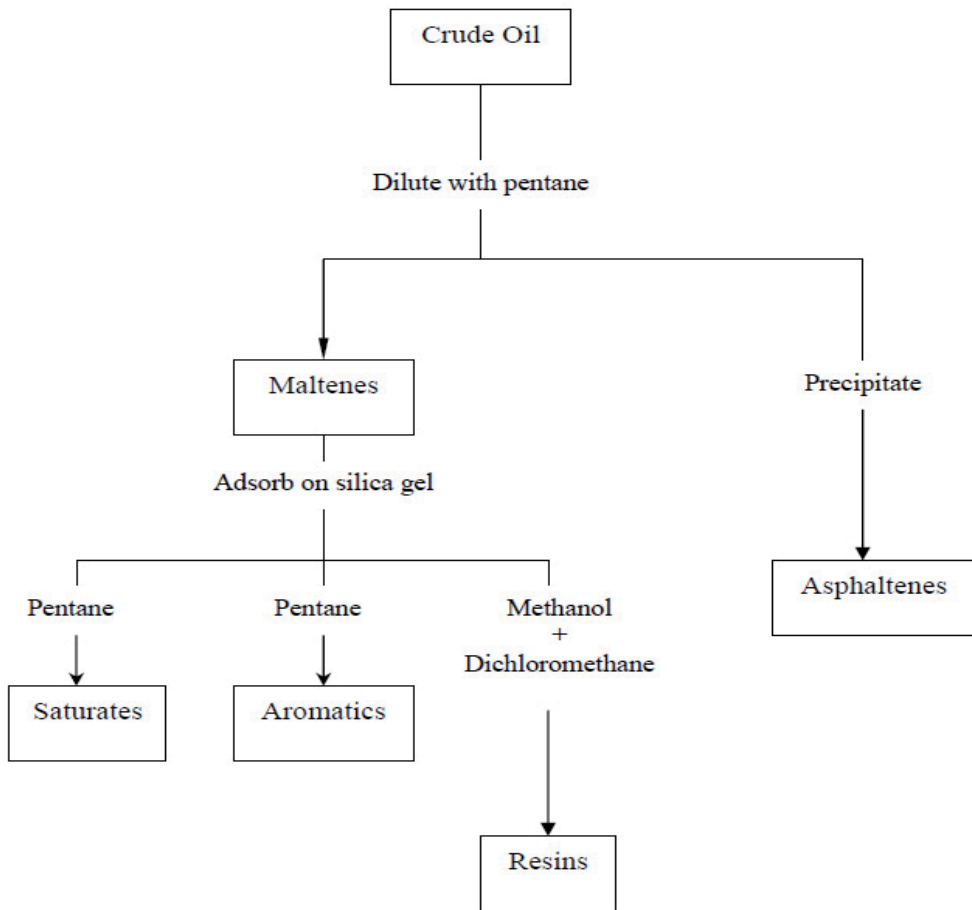 Crude Oil
Dilute with pentane
Maltenes
Precipitate
Adsorb on silica gel
Asphaltenes
Pentane
Pentane
Methanol
+
Dichloromethane
Saturates
Aromatics
Resins